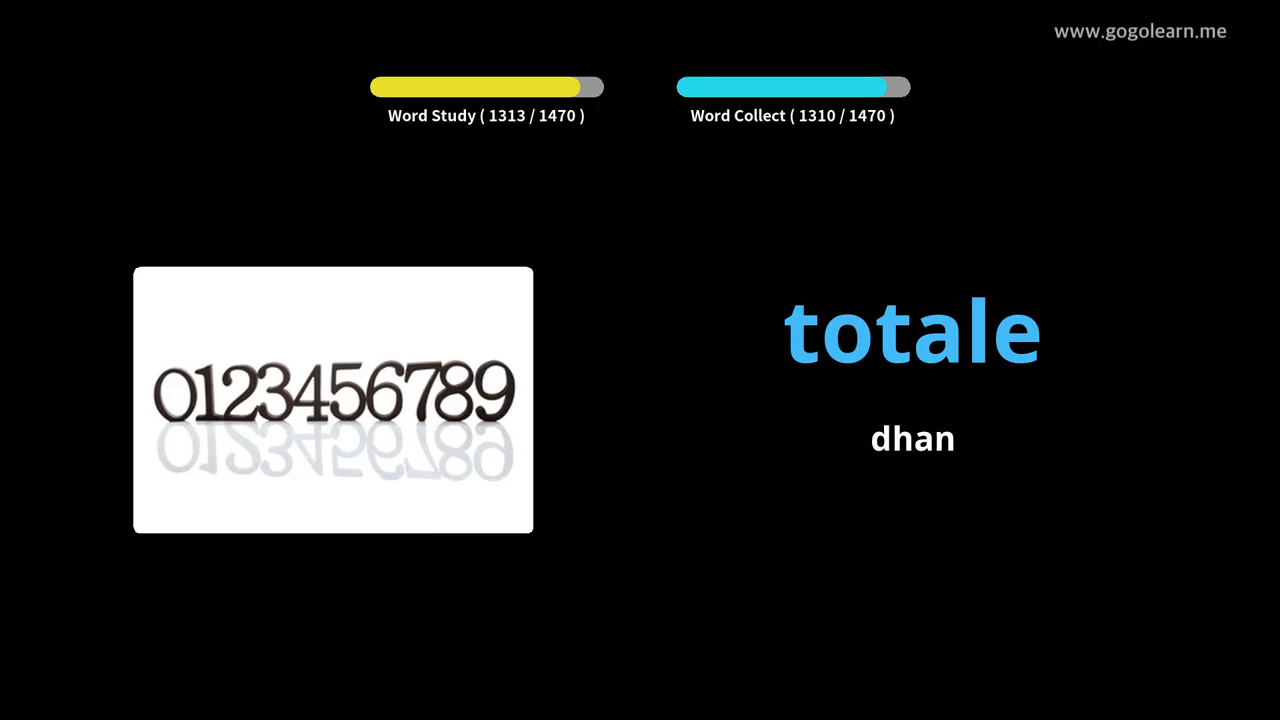 www.gogolearn.me
Word Study ( 1313 / 1470 )
Word Collect ( 1310 / 1470 )
0123456789
totale
dhan